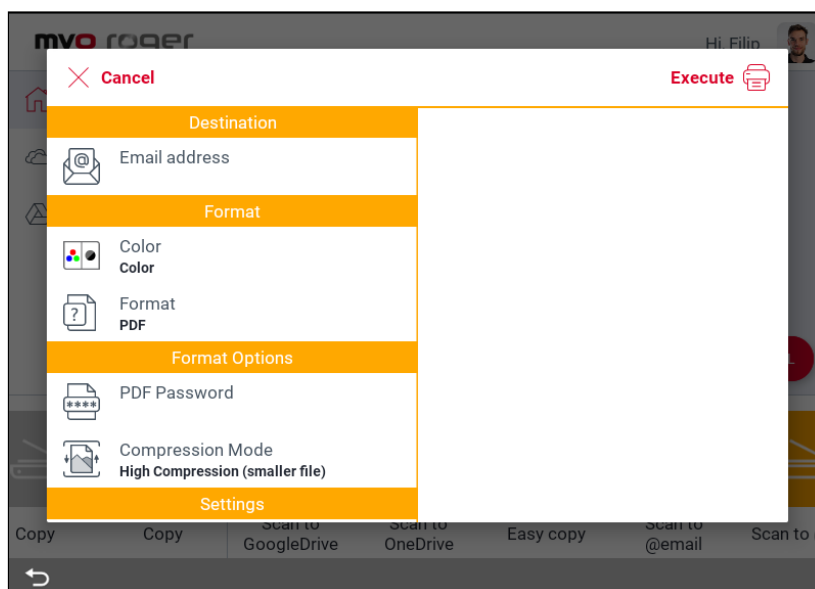 mvo roger
Hi, Filip
Cancel
Execute
Destination
@
Email address
Format
Color
Color
?
Format
PDF
Format Options
****
PDF Password
Compression Mode
High Compression (smaller file)
Settings
L
Copy
Copy
Scan to
GoogleDrive
Scan to
OneDrive
Easy copy
Scan to
@email
Scan to